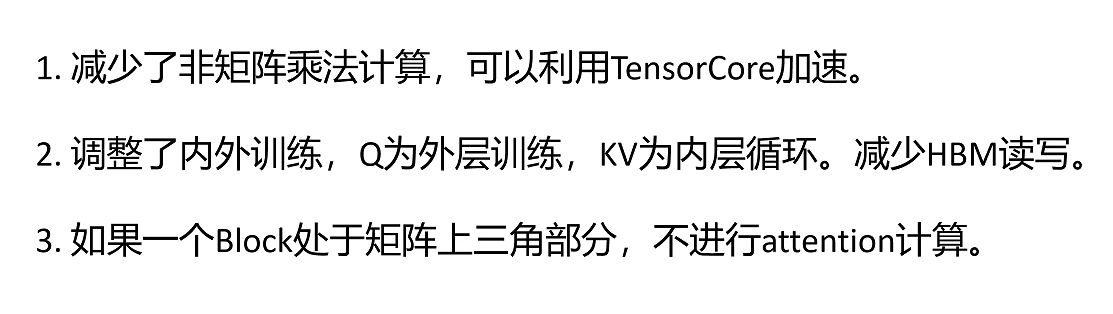 1. 减少了非矩阵乘法计算，可以利用TensorCore加速。
2. 调整了内外训练，Q为外层训练，KV为内层循环。减少HBM读写。
3. 如果一个Block处于矩阵上三角部分，不进行attention计算。